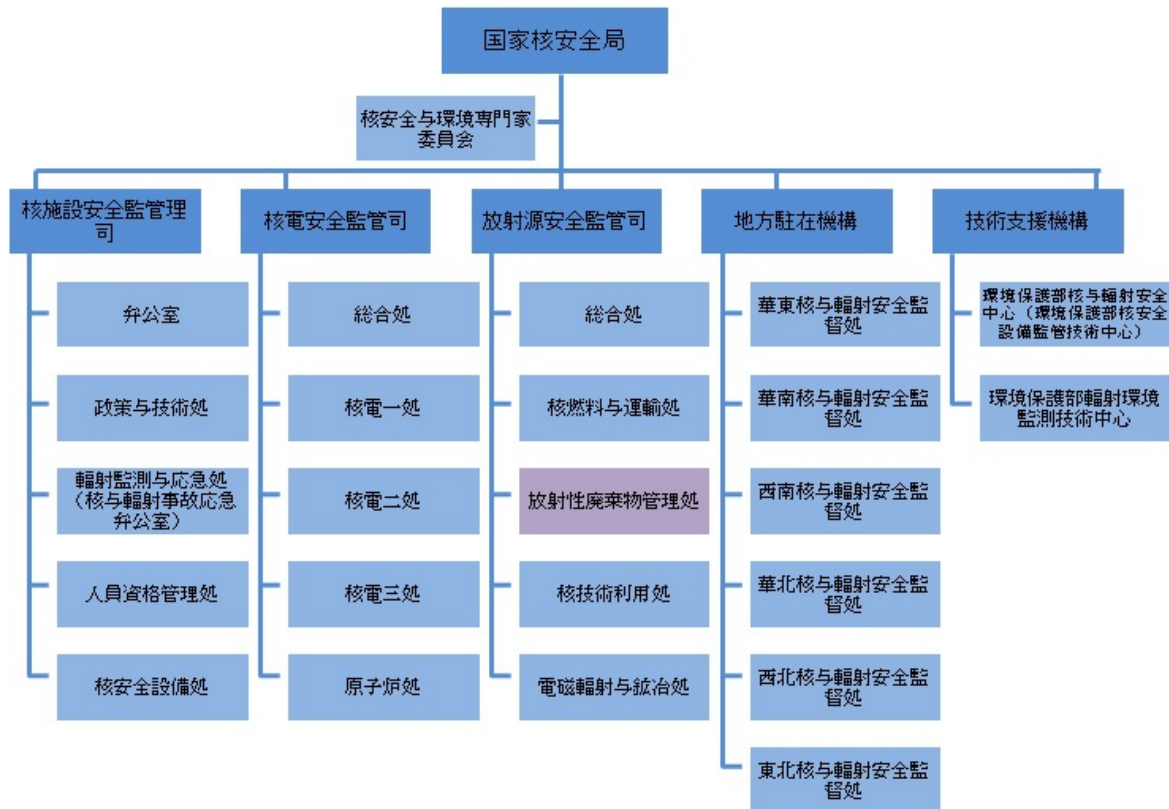 国家核安全局
核安全与環境専門家
委員会
核施設安全監管理
司
核電安全監管司
放射源安全監管司
地方駐在機構
技術支援機構
弁公室
政策与技術処
輻射監測与応急処
（核与輻射事故応急
弁公室）
人員資格管理処
核安全設備処
総合処
核電一処
核電二処
核電三処
原子炉処
総合処
核燃料与運輸処
放射性廃棄物管理処
核技術利用処
電磁輻射与鉱冶処
華東核与輻射安全監
督処
華南核与輻射安全監
督処
西南核与輻射安全監
督処
華北核与輻射安全監
督処
西北核与輻射安全監
督処
東北核与輻射安全監
督処
環境保護部核与輻射安全
中心（環境保護部核安全
設備監管技術中心）
環境保護部輻射環境
監測技術中心